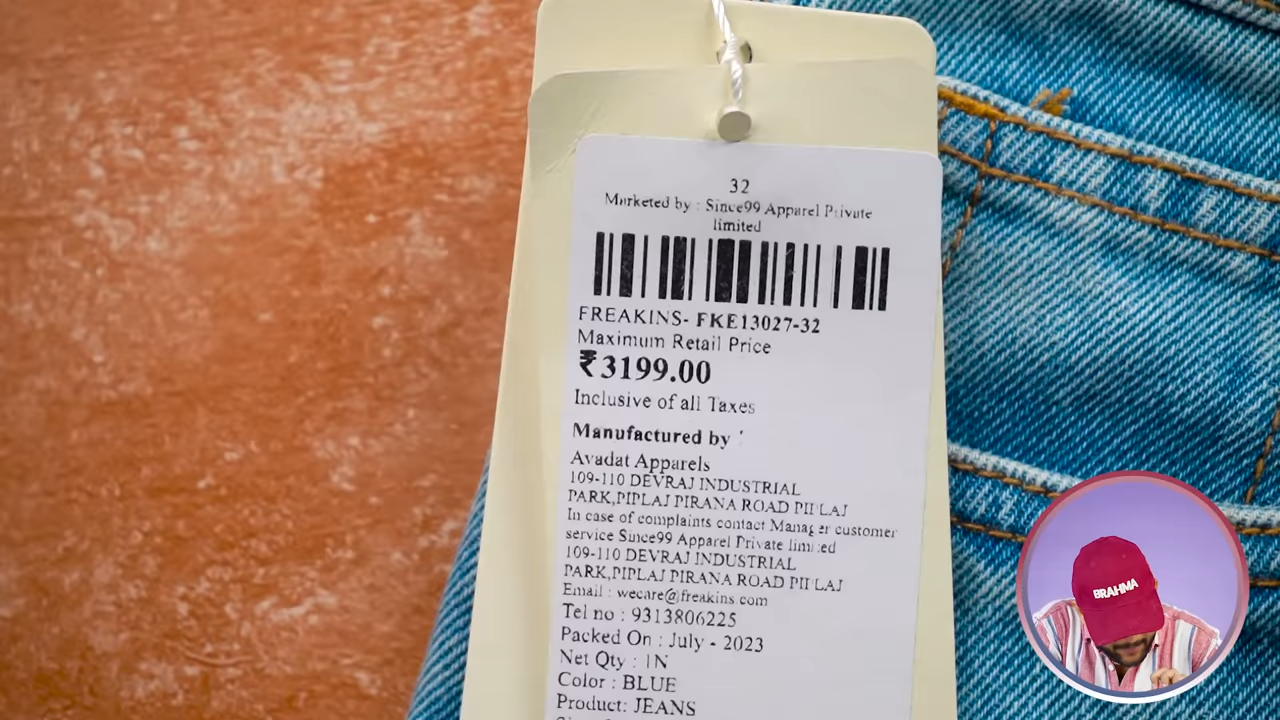 32
Marketed by : Since99 Apparel Private
limited
FREAKINS- FKE13027-32
Maximum Retail Price
₹3199.00
Inclusive of all Taxes
Manufactured by :
Avadat Apparels
109-110 DEVRAJ INDUSTRIAL
PARK,PIPLAJ PIRANA ROAD PIPLAJ
In case of complaints contact Manager customer
service Since99 Apparel Private limited
109-110 DEVRAJ INDUSTRIAL
PARK,PIPLAJ PIRANA ROAD PIPLAJ
Email : wecare@freakins.com
Tel no : 9313806225
Packed On : July - 2023
Net Qty : 1N
Color : BLUE
Product: JEANS
BRAHMA